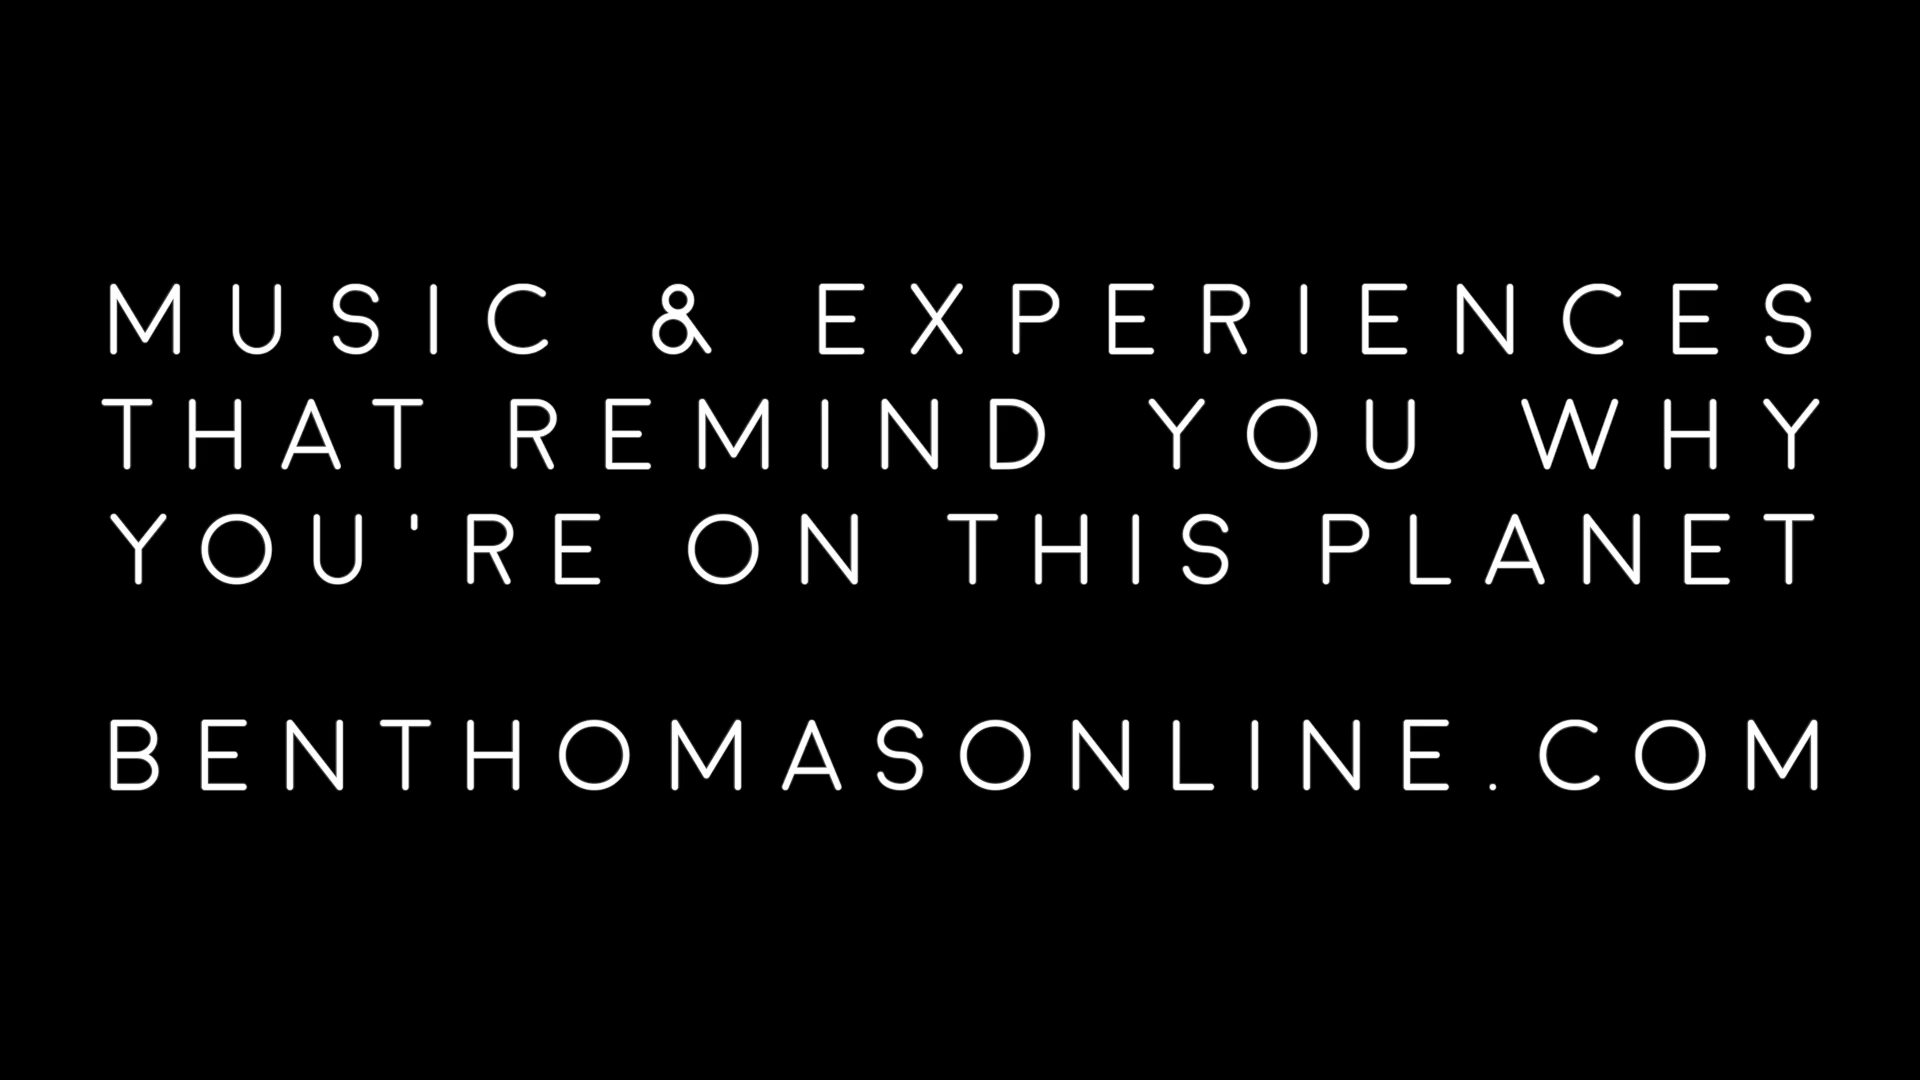 MUSIC & EXPERIENCES
THAT REMIND YOU WHY
YOU'RE ON THIS PLANET
BENTHOMASONLINE.COM